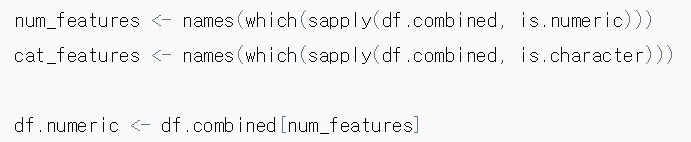 num_features <- names(which(sapply(df.combined, is.numeric)))
cat_features <- names(which(sapply(df.combined, is.character)))
df.numeric <- df.combined[num_features]